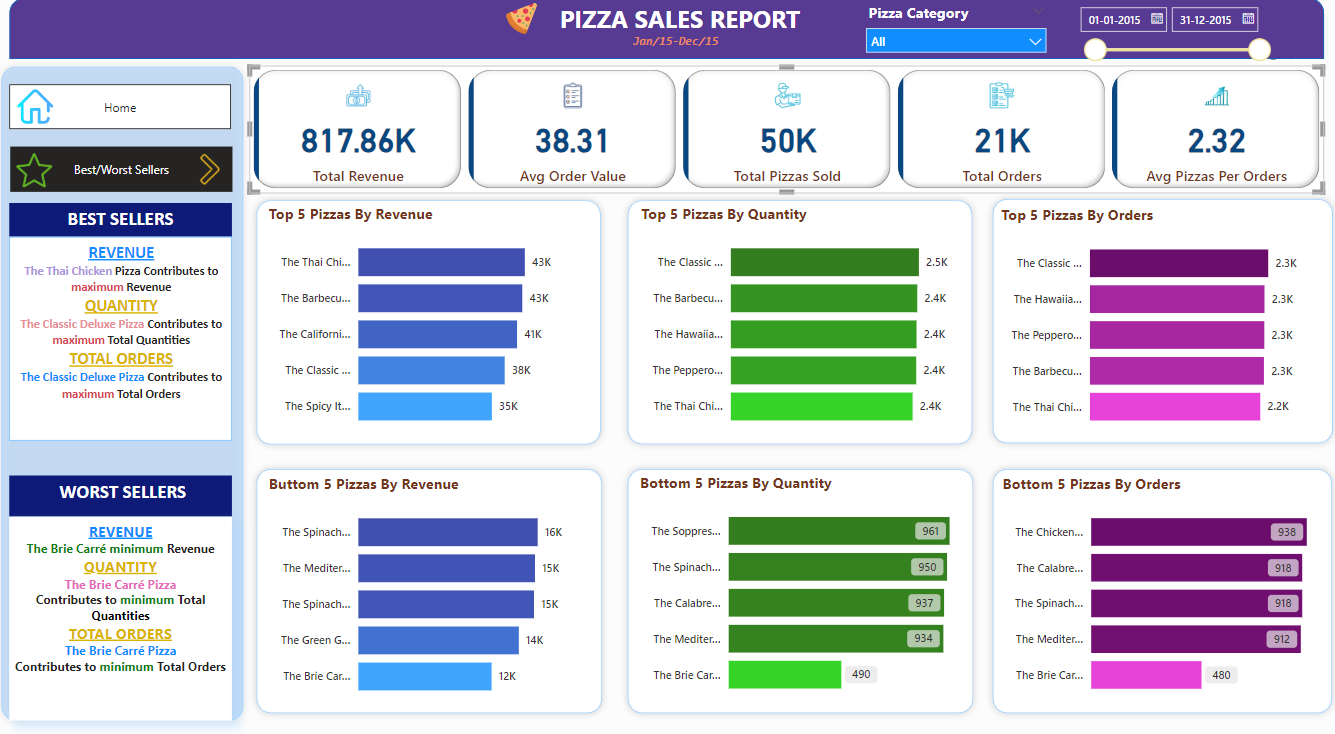 PIZZA SALES REPORT
Jan/15-Dec/15
Pizza Category
All
01-01-2015
31-12-2015
Home
Best/Worst Sellers
BEST SELLERS
REVENUE
The Thai Chicken Pizza Contributes to
maximum Revenue
QUANTITY
The Classic Deluxe Pizza Contributes to
maximum Total Quantities
TOTAL ORDERS
The Classic Deluxe Pizza Contributes to
maximum Total Orders
WORST SELLERS
REVENUE
The Brie Carré minimum Revenue
QUANTITY
The Brie Carré Pizza
Contributes to minimum Total
Quantities
TOTAL ORDERS
The Brie Carré Pizza
Contributes to minimum Total Orders
817.86K
Total Revenue
38.31
Avg Order Value
50K
Total Pizzas Sold
21K
Total Orders
2.32
Avg Pizzas Per Orders
Top 5 Pizzas By Revenue
The Thai Chi... 43K
The Barbecu... 43K
The Californi... 41K
The Classic ... 38K
The Spicy It... 35K
Top 5 Pizzas By Quantity
The Classic ... 2.5K
The Barbecu... 2.4K
The Hawaiia... 2.4K
The Peppero... 2.4K
The Thai Chi... 2.4K
Top 5 Pizzas By Orders
The Classic ... 2.3K
The Hawaiia... 2.3K
The Peppero... 2.3K
The Barbecu... 2.3K
The Thai Chi... 2.2K
Buttom 5 Pizzas By Revenue
The Spinach... 16K
The Mediter... 15K
The Spinach... 15K
The Green G... 14K
The Brie Car... 12K
Bottom 5 Pizzas By Quantity
The Soppres... 961
The Spinach... 950
The Calabre... 937
The Mediter... 934
The Brie Car... 490
Bottom 5 Pizzas By Orders
The Chicken... 938
The Calabre... 918
The Spinach... 918
The Mediter... 912
The Brie Car... 480